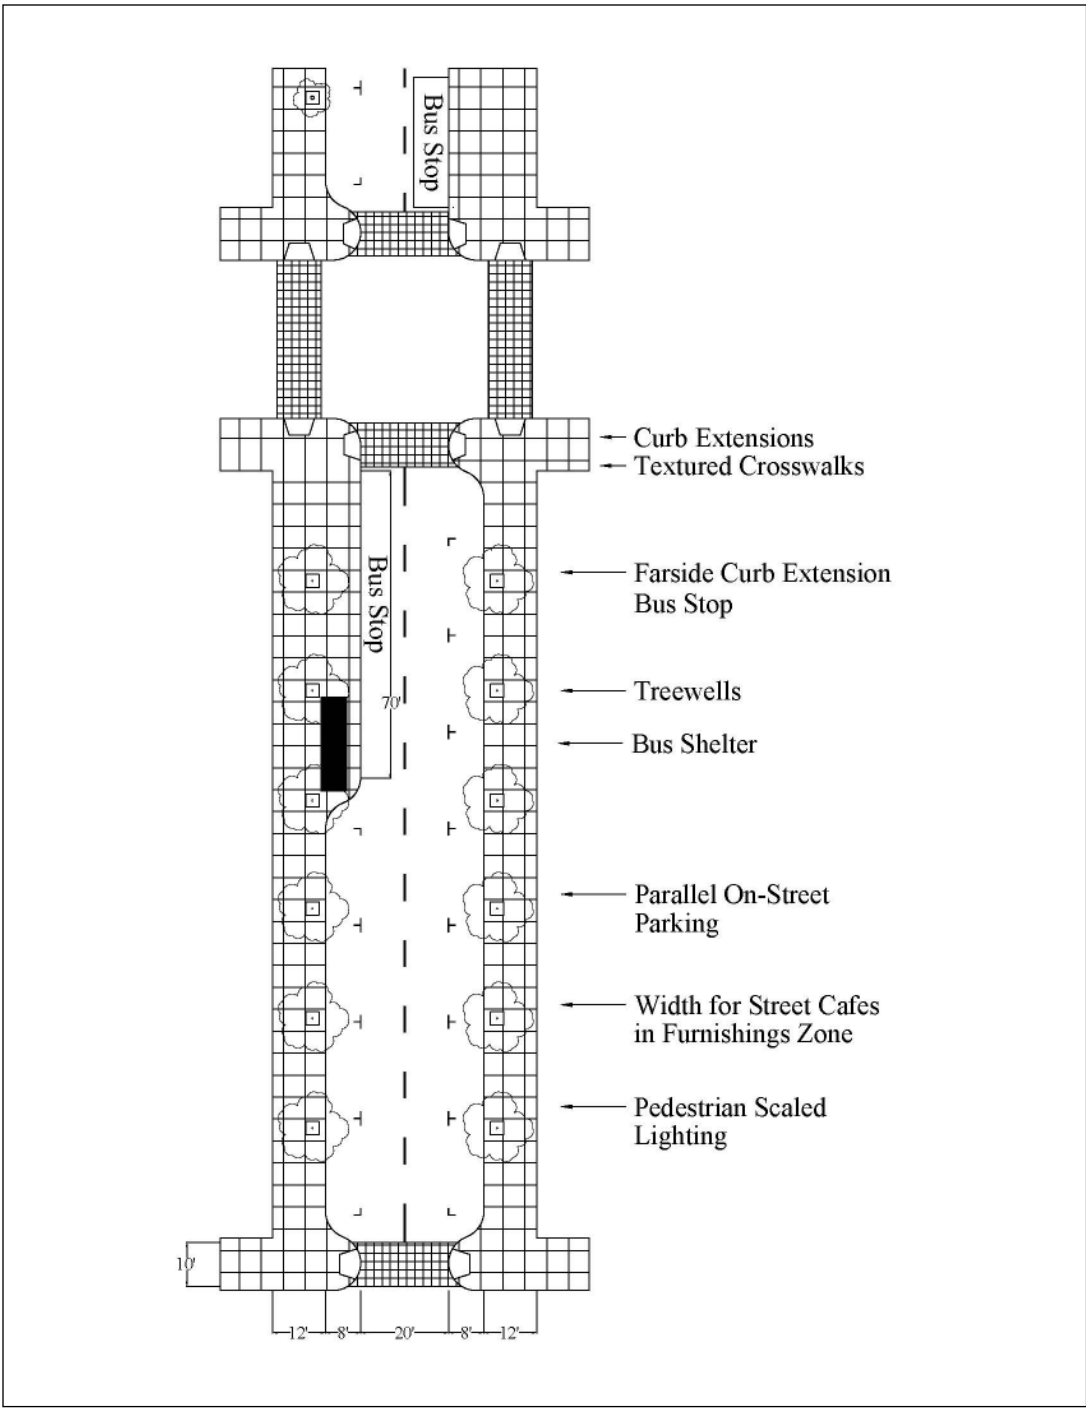 Bus Stop
Curb Extensions
Textured Crosswalks
Bus Stop
Farside Curb Extension
Bus Stop
Treewells
70'
Bus Shelter
Parallel On-Street
Parking
Width for Street Cafes
in Furnishings Zone
Pedestrian Scaled
Lighting
10'
12' 8' 20' 8' 12'